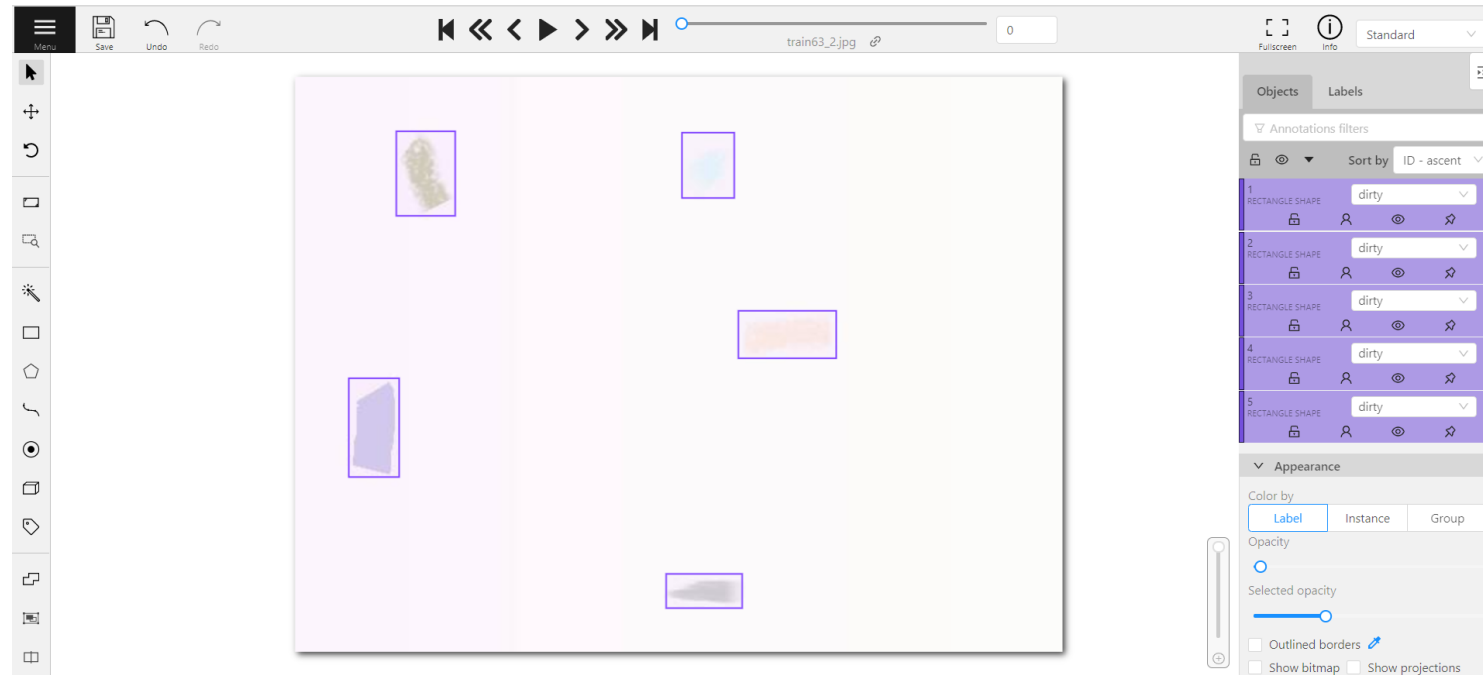 Menu
Save
Undo
Redo
train63_2.jpg
0
Fullscreen
Info
Standard
Objects
Labels
Annotations filters
Sort by
ID - ascent
1
RECTANGLE SHAPE
dirty
2
RECTANGLE SHAPE
dirty
3
RECTANGLE SHAPE
dirty
4
RECTANGLE SHAPE
dirty
5
RECTANGLE SHAPE
dirty
Appearance
Color by
Label
Instance
Group
Opacity
Selected opacity
Outlined borders
Show bitmap
Show projections